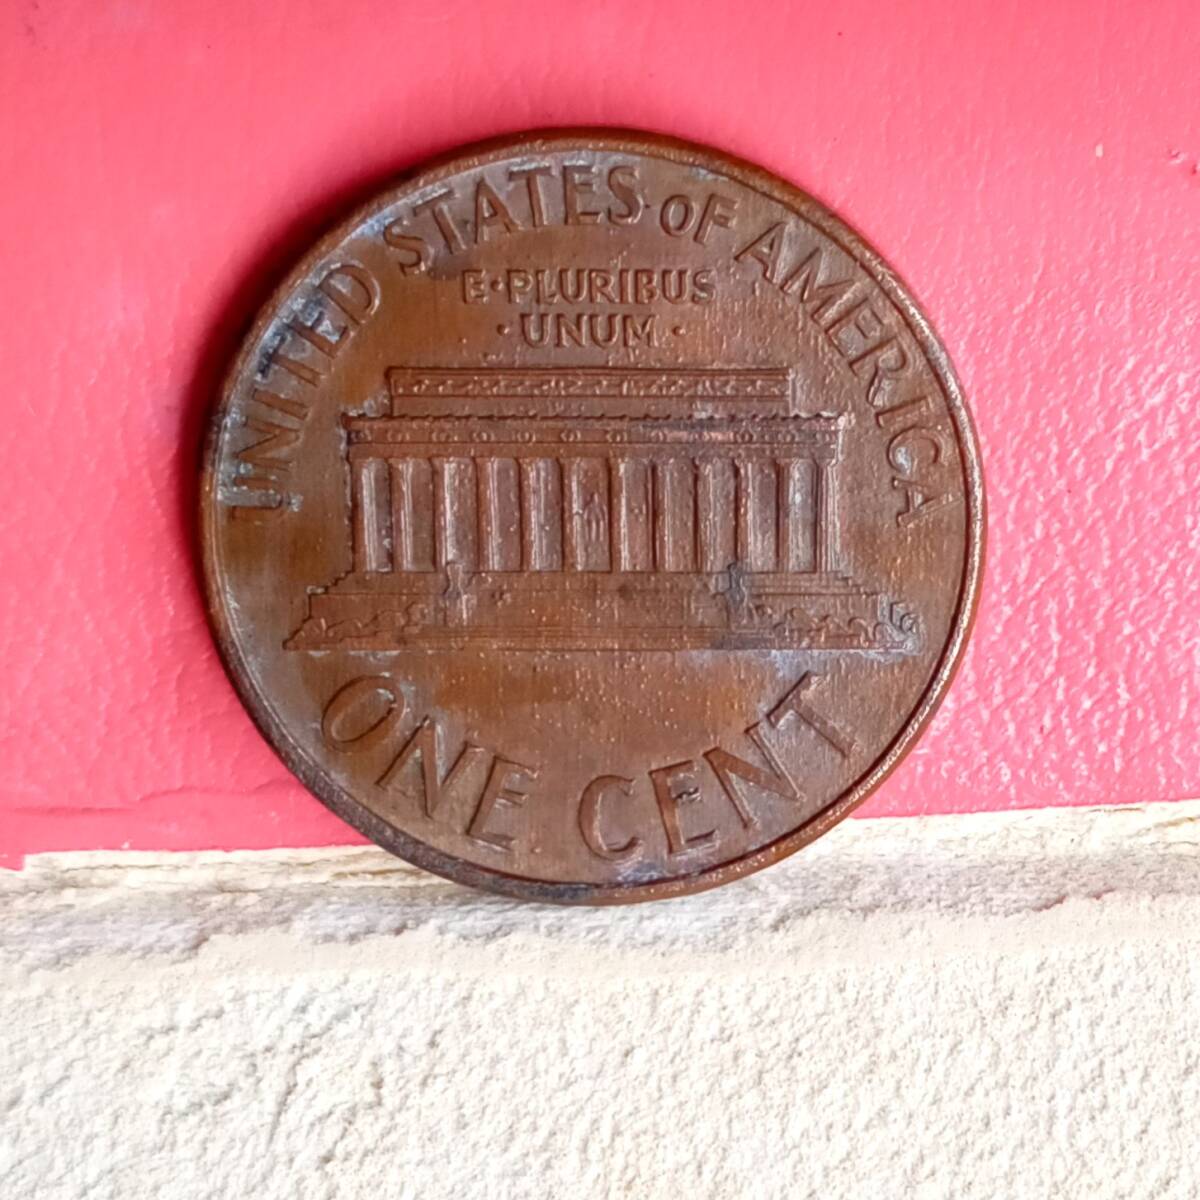 UNITED STATES OF AMERICA
E·PLURIBUS
·UNUM·
ONE CENT